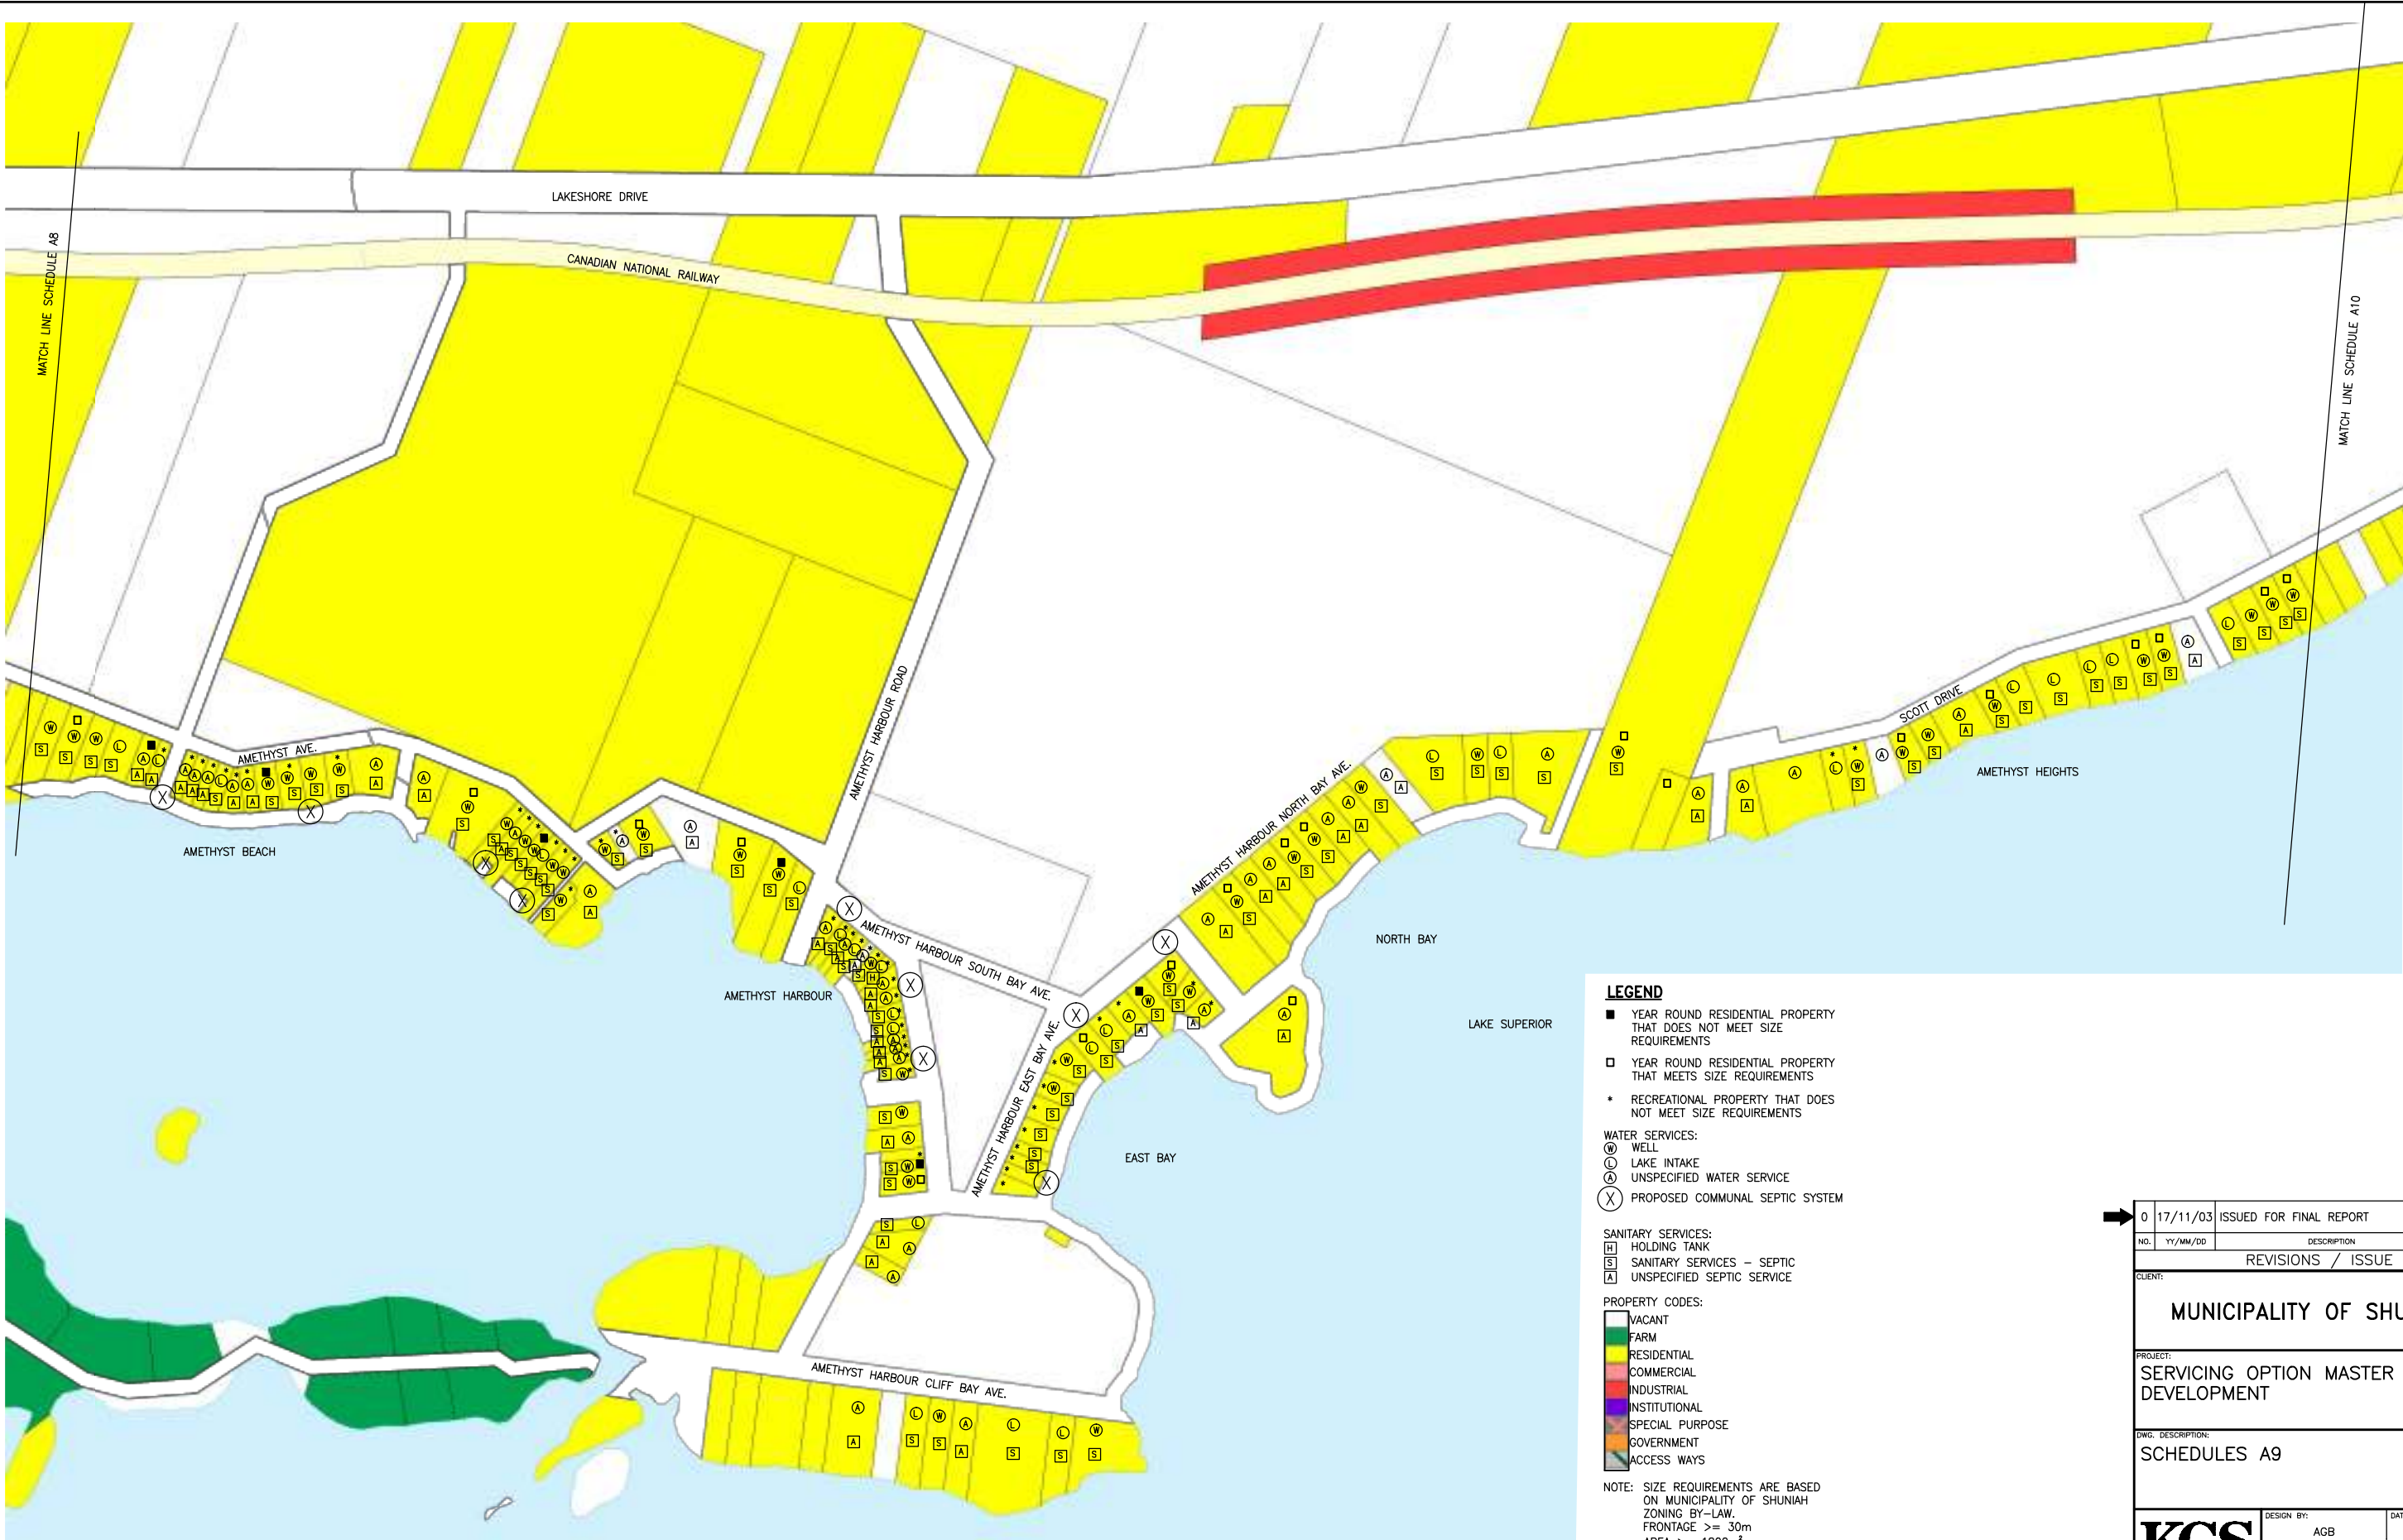 LAKESHORE DRIVE
CANADIAN NATIONAL RAILWAY
MATCH LINE SCHEDULE A8
MATCH LINE SCHEDULE A10
AMETHYST HARBOUR ROAD
AMETHYST AVE.
AMETHYST BEACH
AMETHYST HARBOUR NORTH BAY AVE.
SCOTT DRIVE
AMETHYST HEIGHTS
AMETHYST HARBOUR SOUTH BAY AVE.
NORTH BAY
AMETHYST HARBOUR
LAKE SUPERIOR
AMETHYST HARBOUR EAST BAY AVE.
EAST BAY
AMETHYST HARBOUR CLIFF BAY AVE.
LEGEND
YEAR ROUND RESIDENTIAL PROPERTY
THAT DOES NOT MEET SIZE
REQUIREMENTS
YEAR ROUND RESIDENTIAL PROPERTY
THAT MEETS SIZE REQUIREMENTS
* RECREATIONAL PROPERTY THAT DOES
NOT MEET SIZE REQUIREMENTS
WATER SERVICES:
W WELL
L LAKE INTAKE
A UNSPECIFIED WATER SERVICE
X PROPOSED COMMUNAL SEPTIC SYSTEM
SANITARY SERVICES:
H HOLDING TANK
S SANITARY SERVICES - SEPTIC
A UNSPECIFIED SEPTIC SERVICE
PROPERTY CODES:
VACANT
FARM
RESIDENTIAL
COMMERCIAL
INDUSTRIAL
INSTITUTIONAL
SPECIAL PURPOSE
GOVERNMENT
ACCESS WAYS
NOTE: SIZE REQUIREMENTS ARE BASED
ON MUNICIPALITY OF SHUNIAH
ZONING BY-LAW.
FRONTAGE >= 30m
0 17/11/03 ISSUED FOR FINAL REPORT
NO. YY/MM/DD DESCRIPTION
REVISIONS / ISSUE
CLIENT:
MUNICIPALITY OF SHU
PROJECT:
SERVICING OPTION MASTER
DEVELOPMENT
DWG. DESCRIPTION:
SCHEDULES A9
KGS
DESIGN BY:
AGB